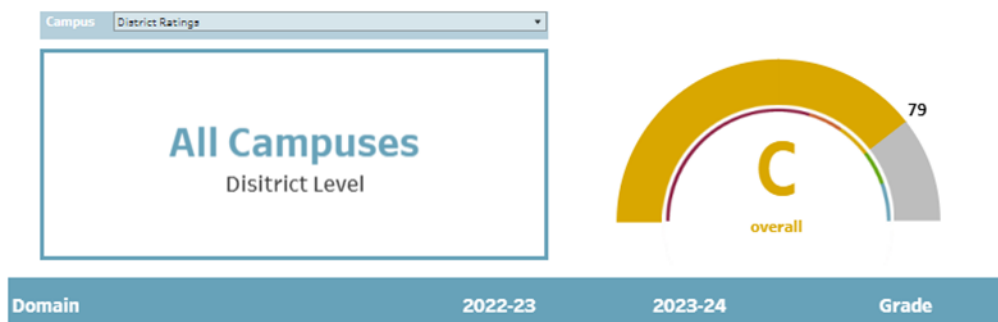 Campus District Ratings
All Campuses
Disitrict Level
79
C
overall
Domain 2022-23 2023-24 Grade